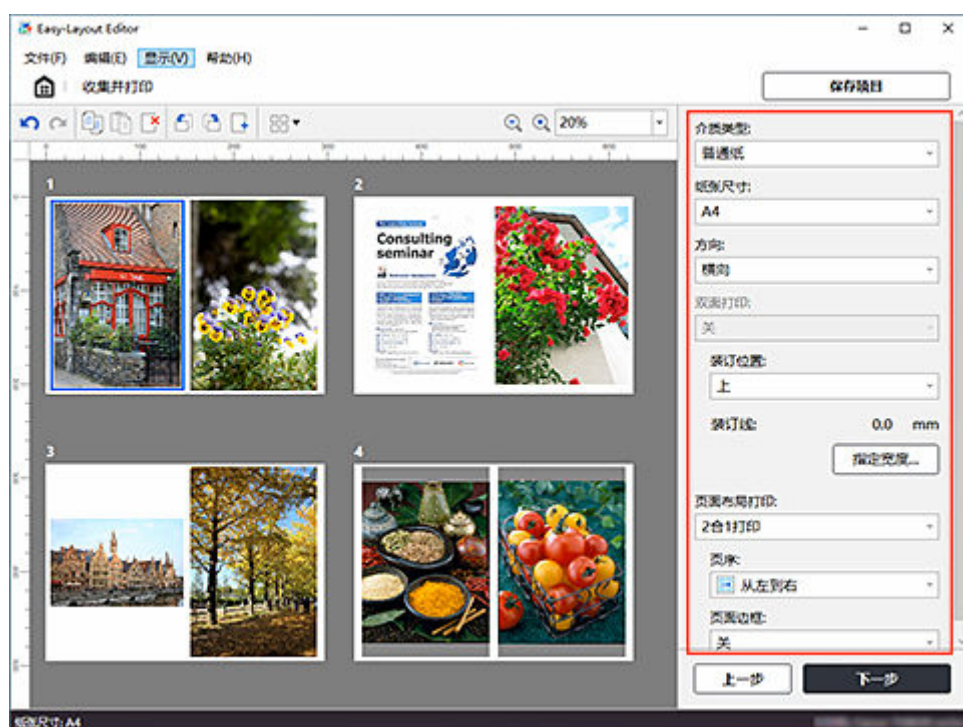 Easy-Layout Editor
文件(F) 编辑(E) 显示(V) 帮助(H)
收集并打印
保存项目
20%
介质类型:
普通纸
纸张尺寸:
A4
方向:
横向
双面打印:
关
装订位置:
上
装订线: 0.0 mm
指定宽度...
页面布局打印:
2合1打印
页序:
从左到右
页面边框:
关
1
2
Consulting
seminar
3
4
上一步
下一步
纸张尺寸: A4